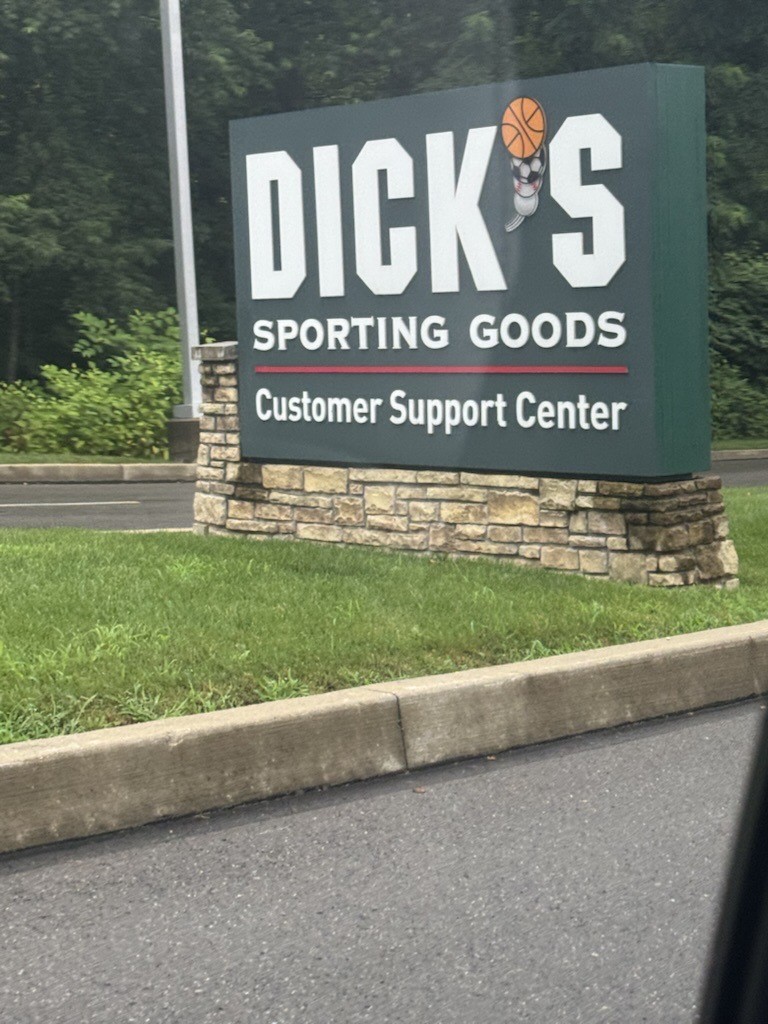 DICK'S
SPORTING GOODS
Customer Support Center